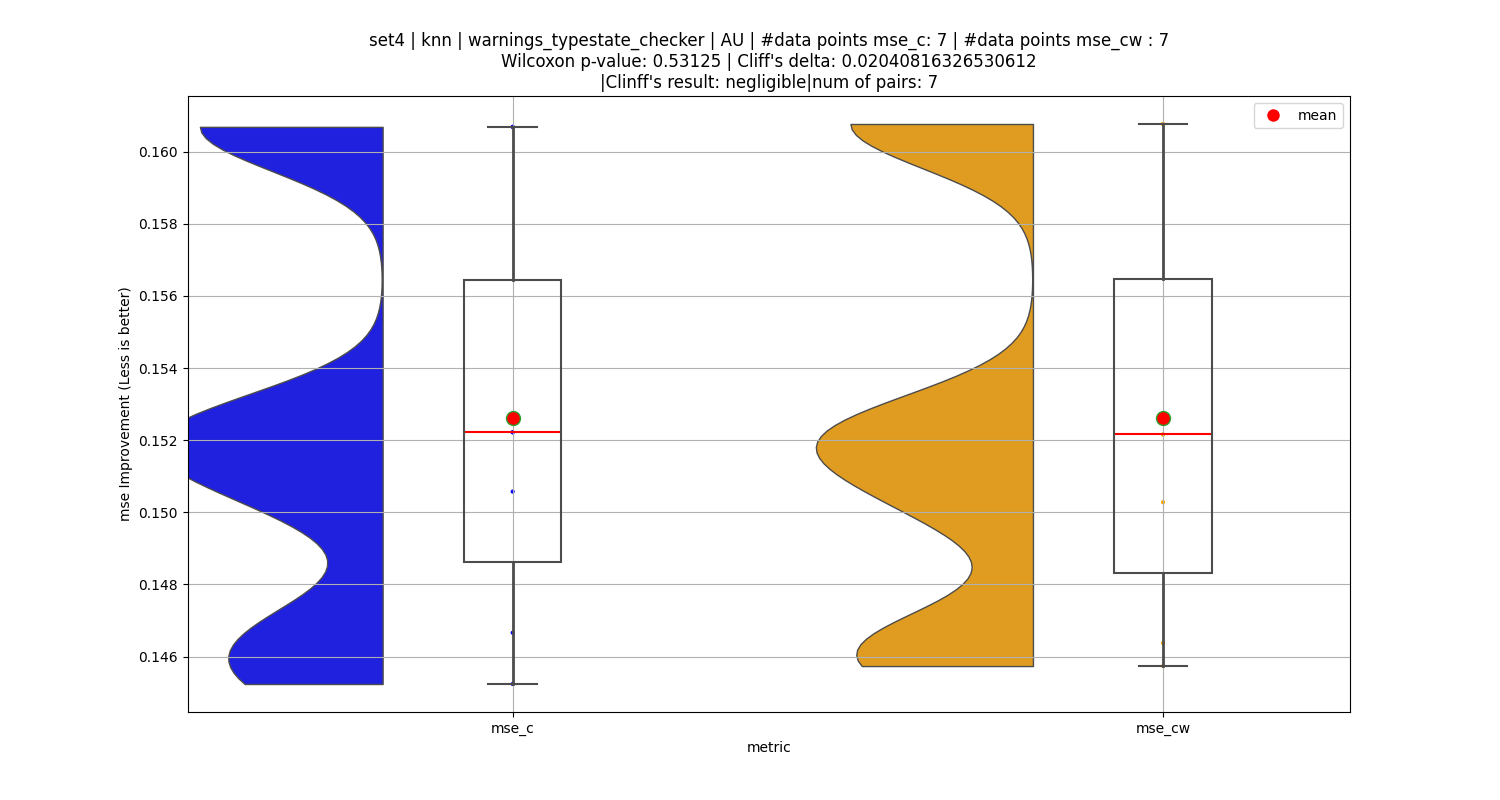 set4 | knn | warnings_typestate_checker | AU | #data points mse_c: 7 | #data points mse_cw : 7
Wilcoxon p-value: 0.53125 | Cliff's delta: 0.02040816326530612
|Clinff's result: negligible|num of pairs: 7
mean
0.160
0.158
0.156
0.154
0.152
0.150
0.148
0.146
mse Improvement (Less is better)
mse_c
mse_cw
metric